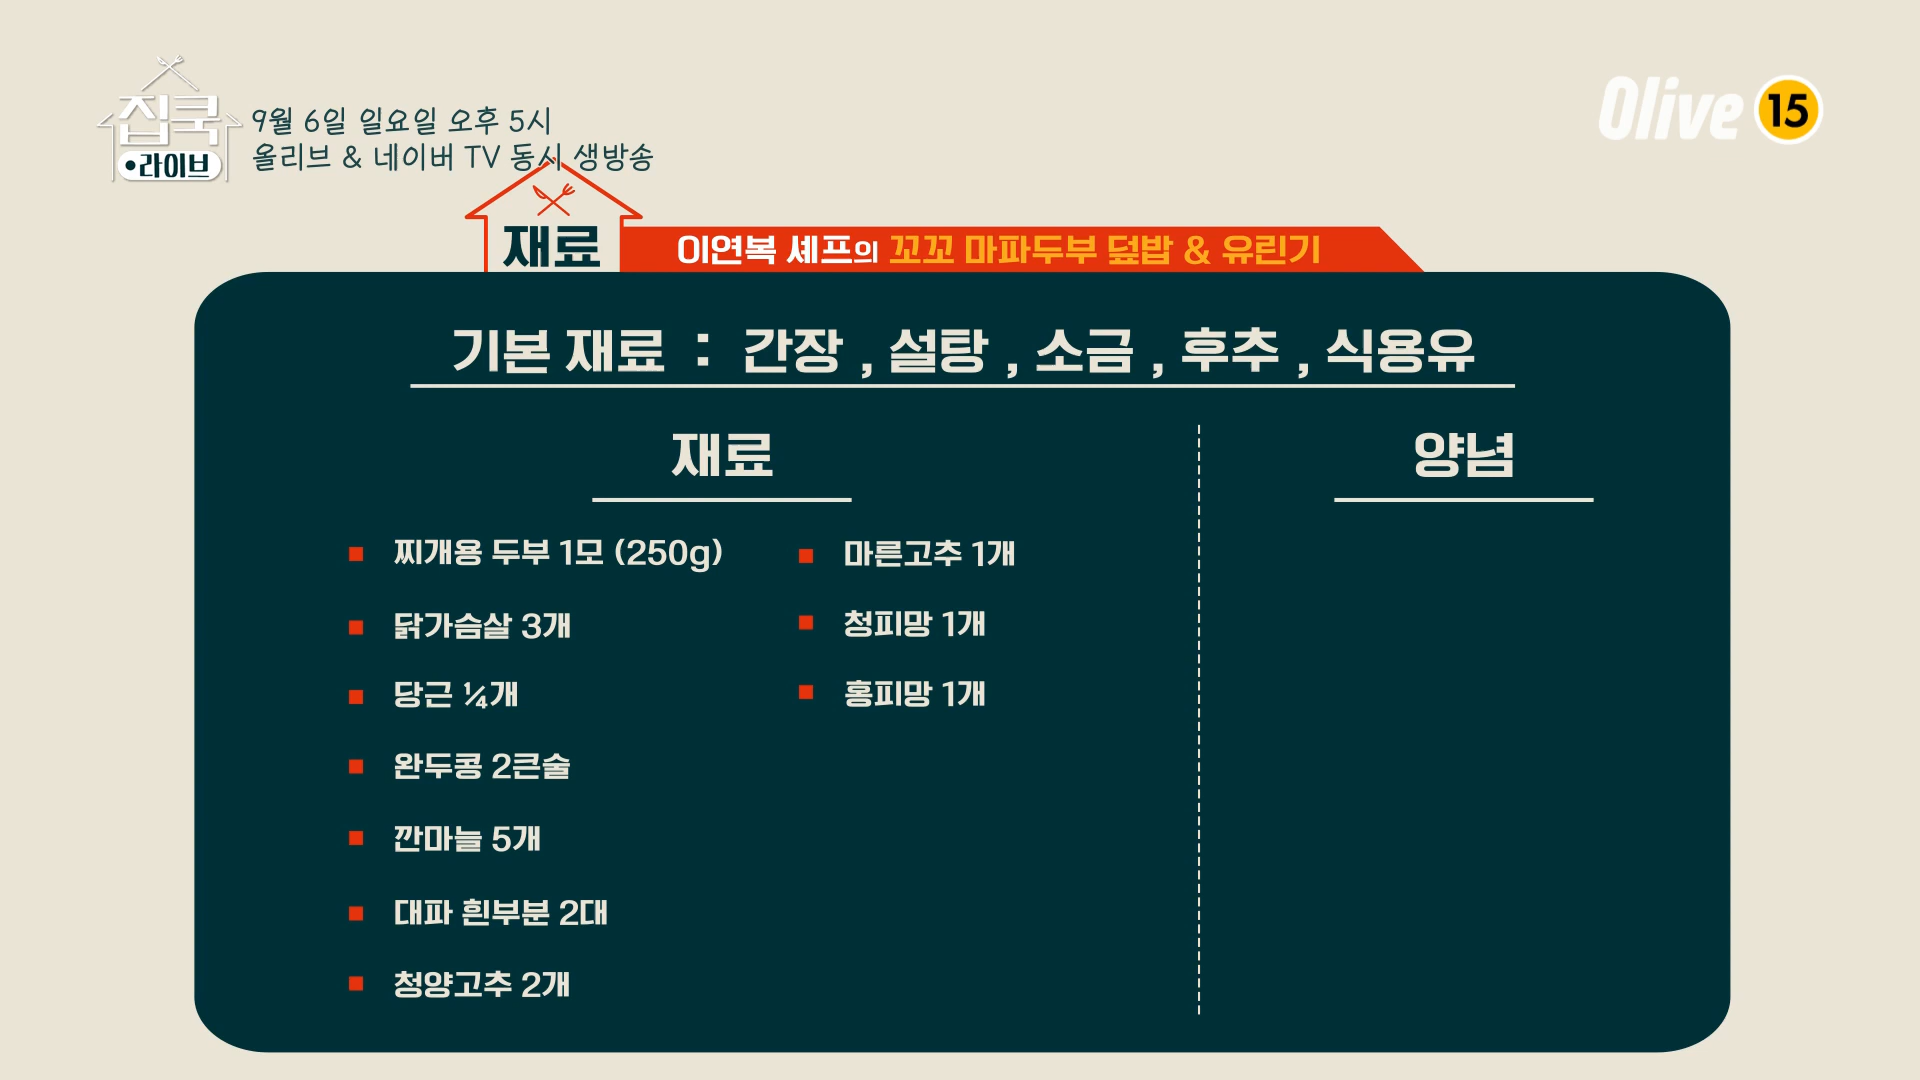 집쿡
라이브
9월 6일 일요일 오후 5시
올리브 & 네이버 TV 동시 생방송
Olive 15
재료
이연복 셰프의 꼬꼬 마파두부 덮밥 & 유린기
기본 재료 : 간장 , 설탕 , 소금 , 후추 , 식용유
재료
찌개용 두부 1모 (250g)
닭가슴살 3개
당근 ¼개
완두콩 2큰술
깐마늘 5개
대파 흰부분 2대
청양고추 2개
마른고추 1개
청피망 1개
홍피망 1개
양념